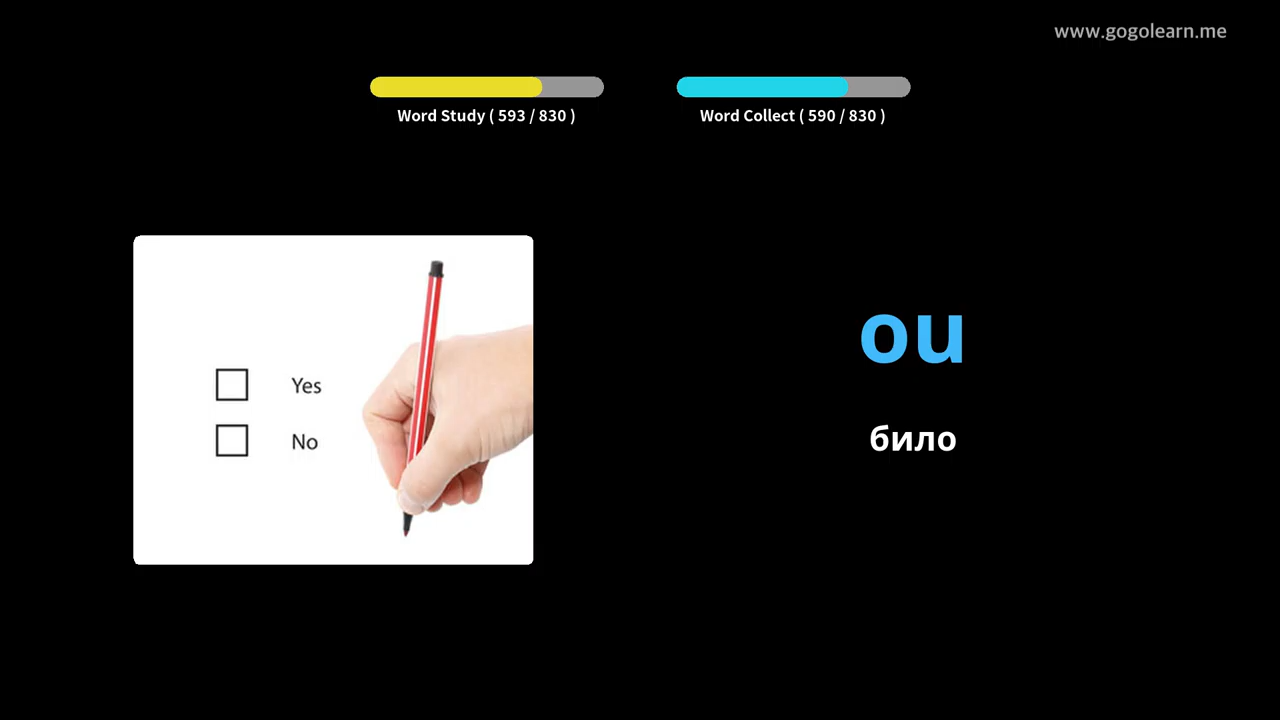 www.gogolearn.me
Word Study ( 593 / 830 )
Word Collect ( 590 / 830 )
Yes
No
ou
било